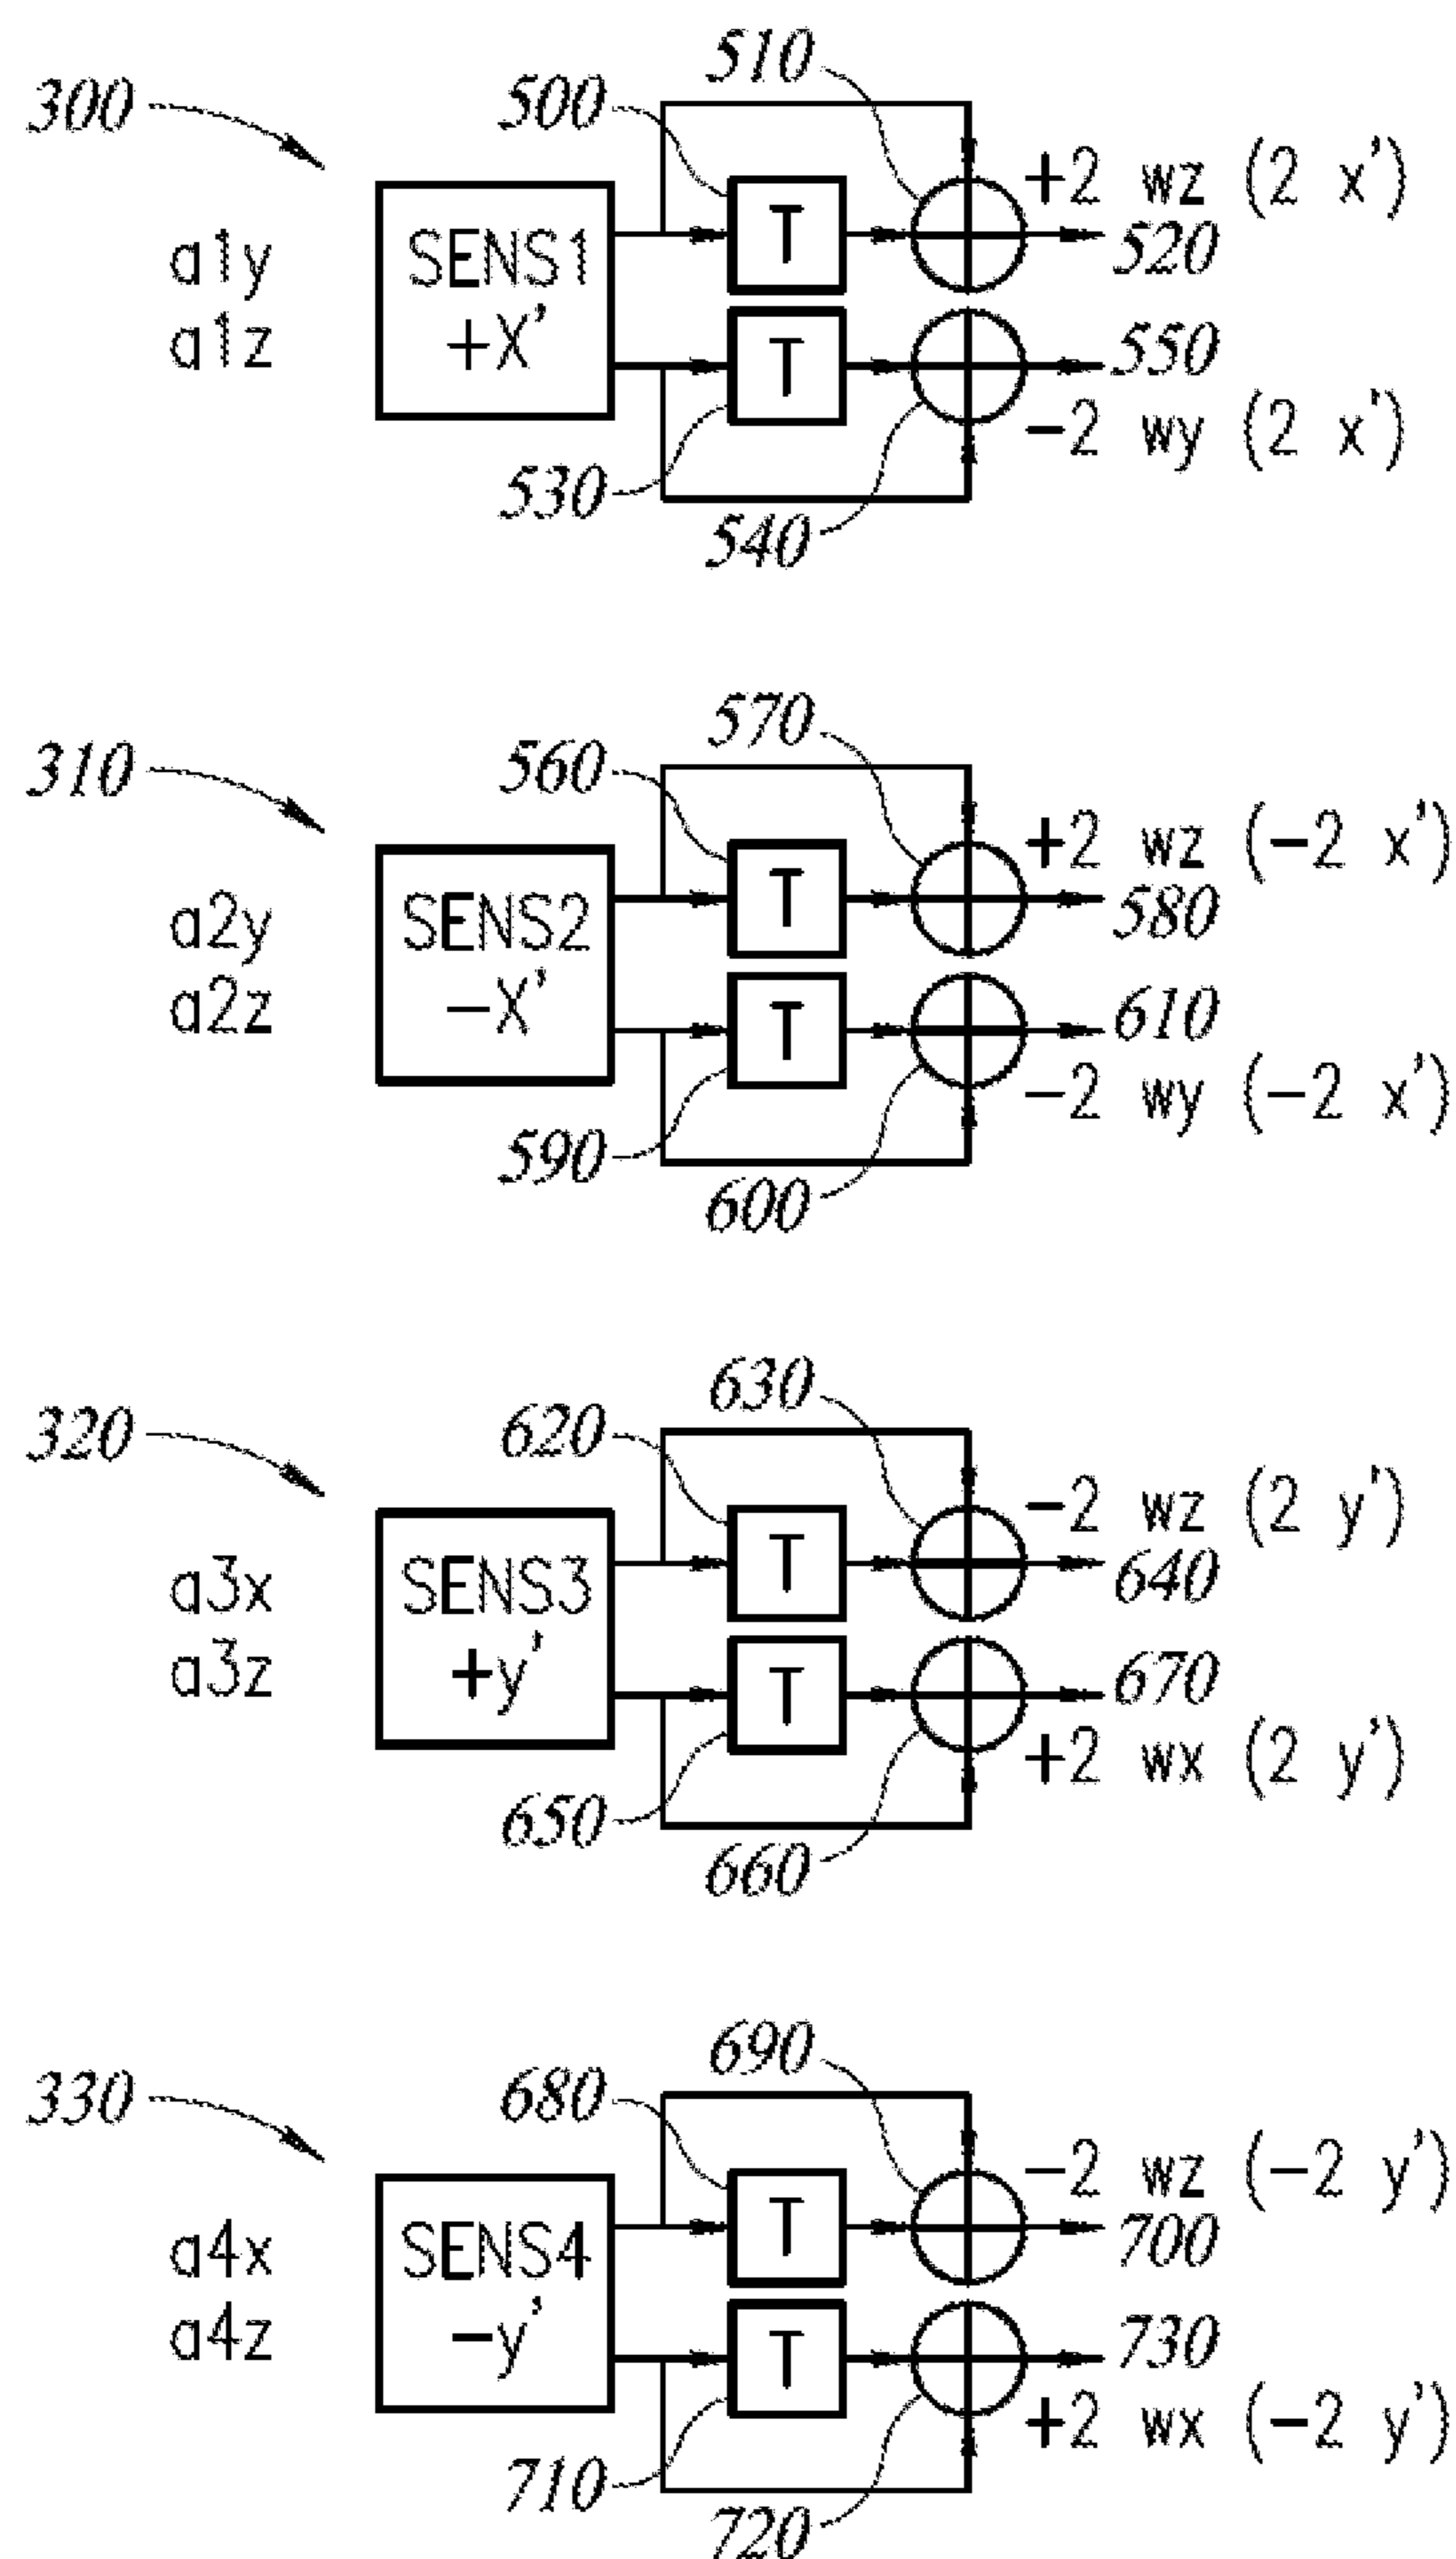 510
300
500
+2 wz (2 x')
a1y
SENS1
T
520
a1z
+X'
T
550
-2 wy (2 x')
530
540
570
310
560
+2 wz (-2 x')
a2y
SENS2
T
580
a2z
-X'
T
610
-2 wy (-2 x')
590
600
630
320
620
-2 wz (2 y')
a3x
SENS3
T
640
a3z
+y'
T
670
+2 wx (2 y')
650
660
690
330
680
-2 wz (-2 y')
a4x
SENS4
T
700
a4z
-y'
T
730
+2 wx (-2 y')
710
720